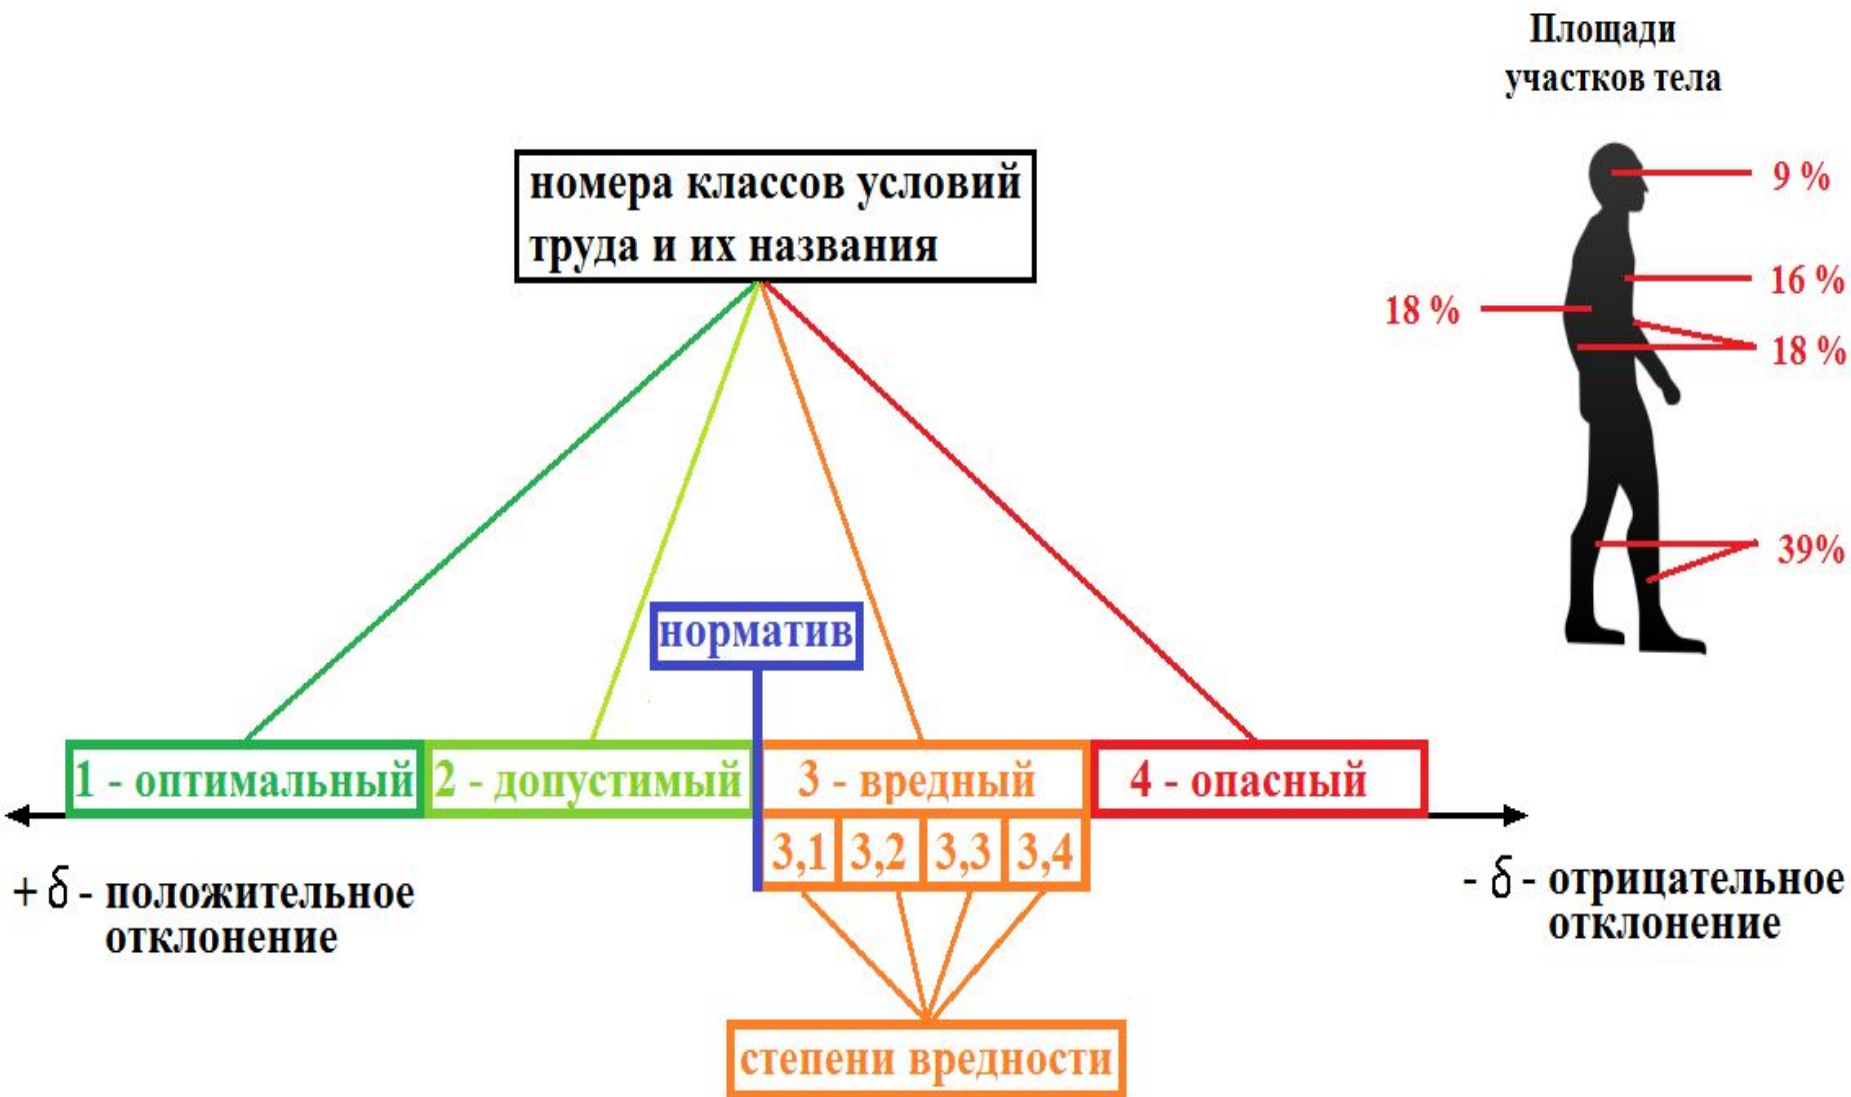 Площади
участков тела
номера классов условий
труда и их названия
9 %
16 %
18 %
18 %
39%
норматив
1 - оптимальный
2 - допустимый
3 - вредный
4 - опасный
3,1
3,2
3,3
3,4
+ δ - положительное
отклонение
- δ - отрицательное
отклонение
степени вредности